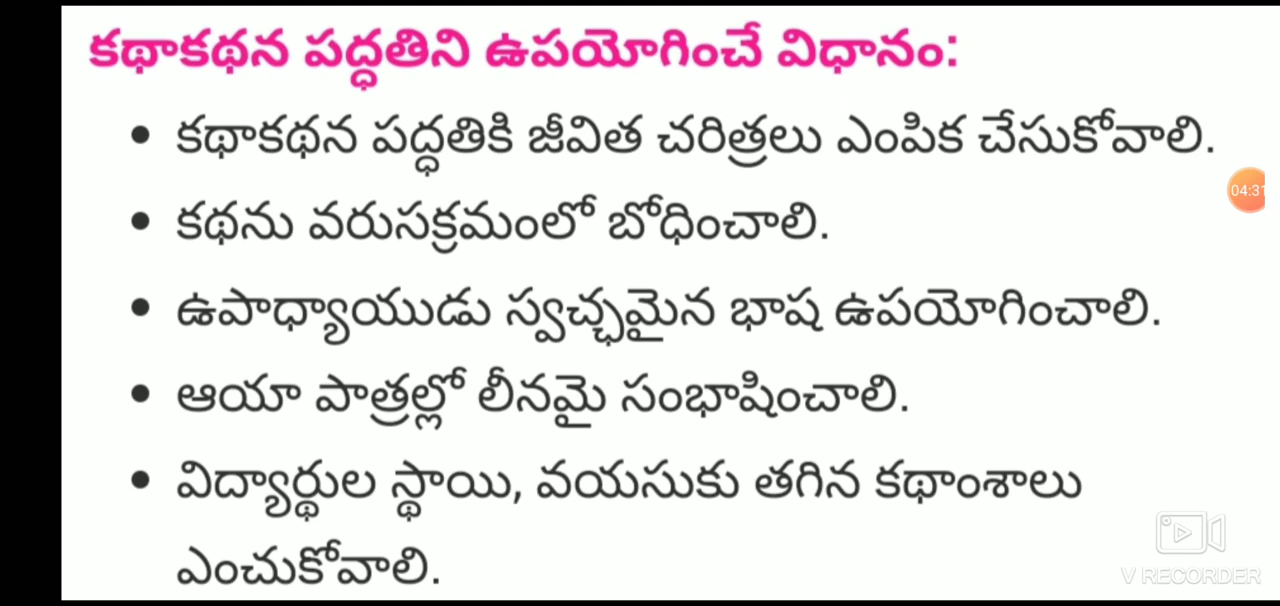 కథాకథన పద్ధతిని ఉపయోగించే విధానం:
• కథాకథన పద్ధతికి జీవిత చరిత్రలు ఎంపిక చేసుకోవాలి.
04:31
• కథను వరుసక్రమంలో బోధించాలి.
• ఉపాధ్యాయుడు స్వచ్ఛమైన భాష ఉపయోగించాలి.
• ఆయా పాత్రల్లో లీనమై సంభాషించాలి.
• విద్యార్థుల స్థాయి, వయసుకు తగిన కథాంశాలు
ఎంచుకోవాలి.
V RECORDER